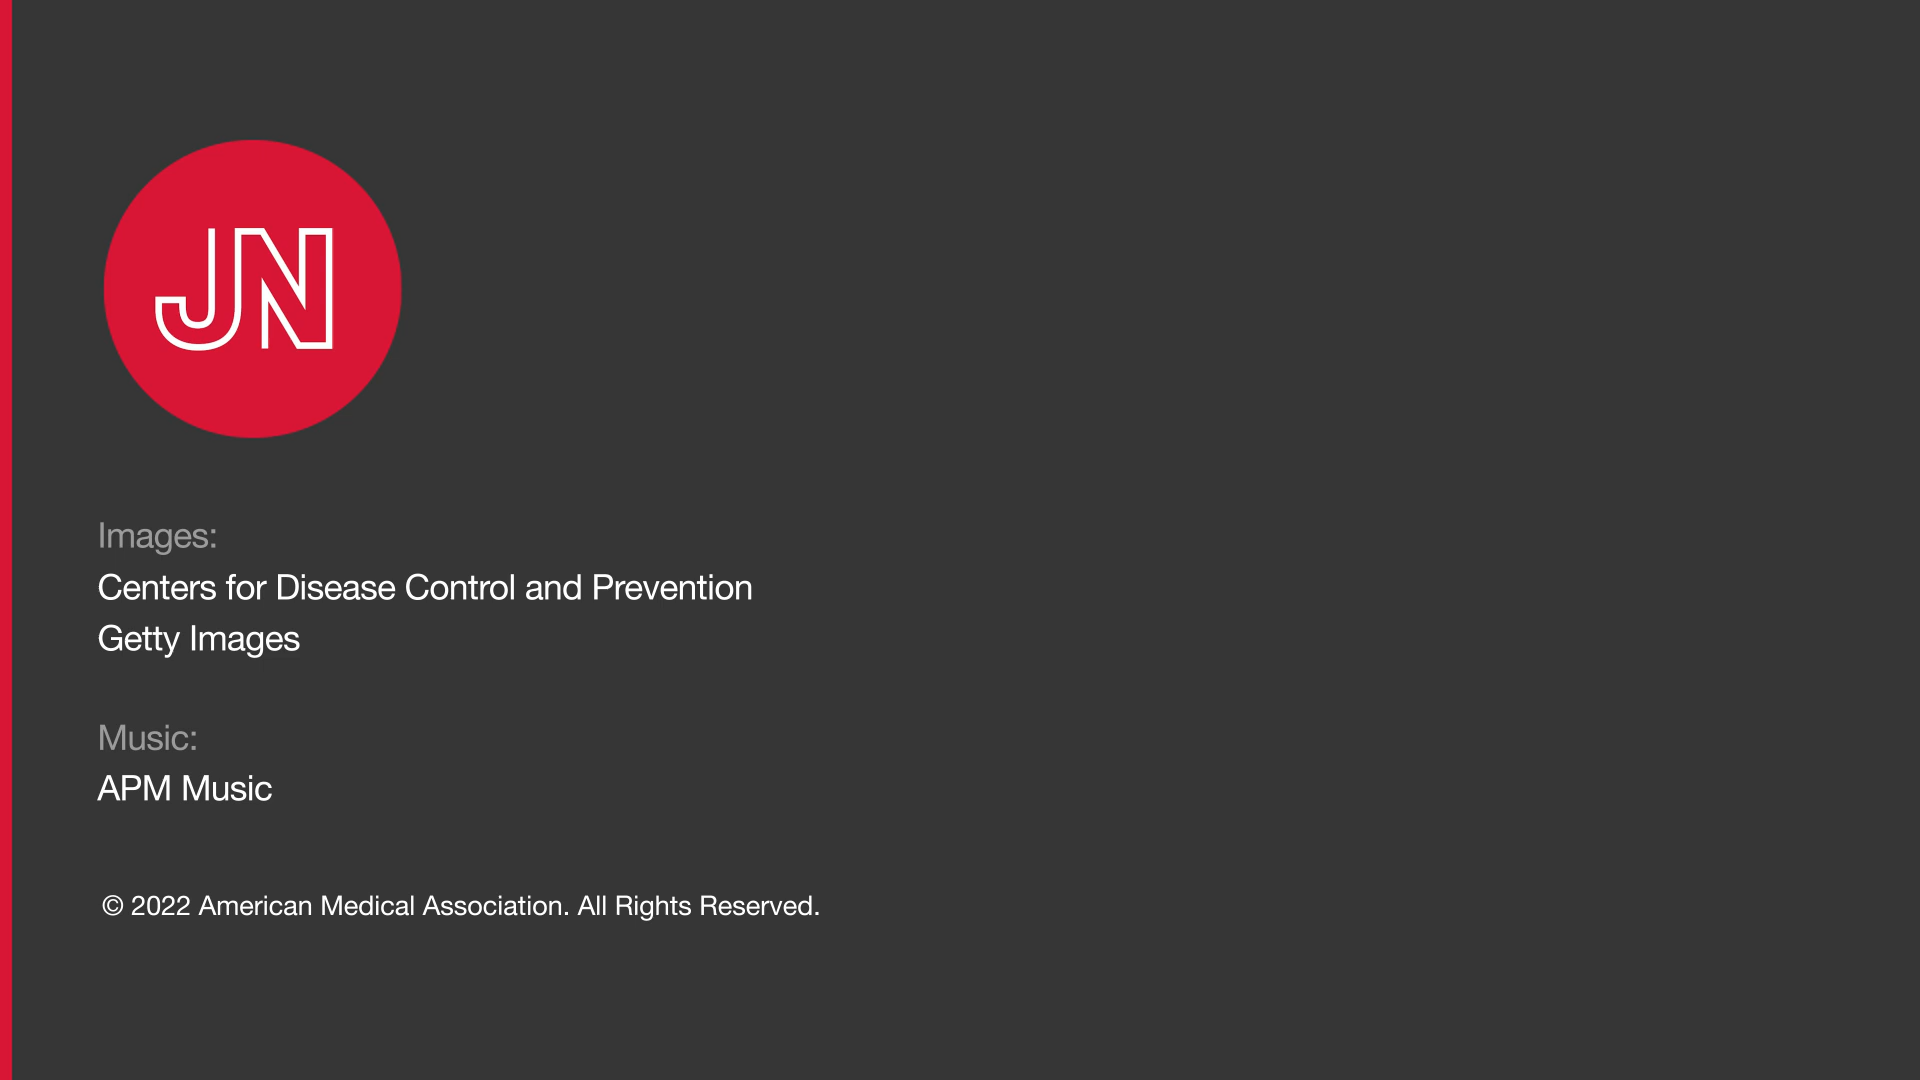 JN
Images:
Centers for Disease Control and Prevention
Getty Images
Music:
APM Music
© 2022 American Medical Association. All Rights Reserved.